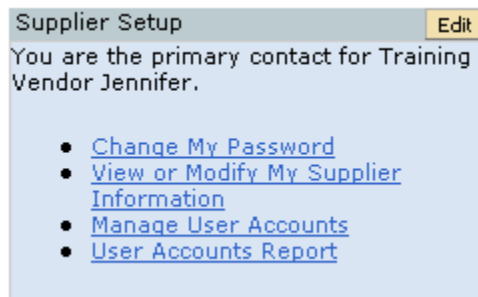 Supplier Setup Edit
You are the primary contact for Training
Vendor Jennifer.
Change My Password
View or Modify My Supplier
Information
Manage User Accounts
User Accounts Report